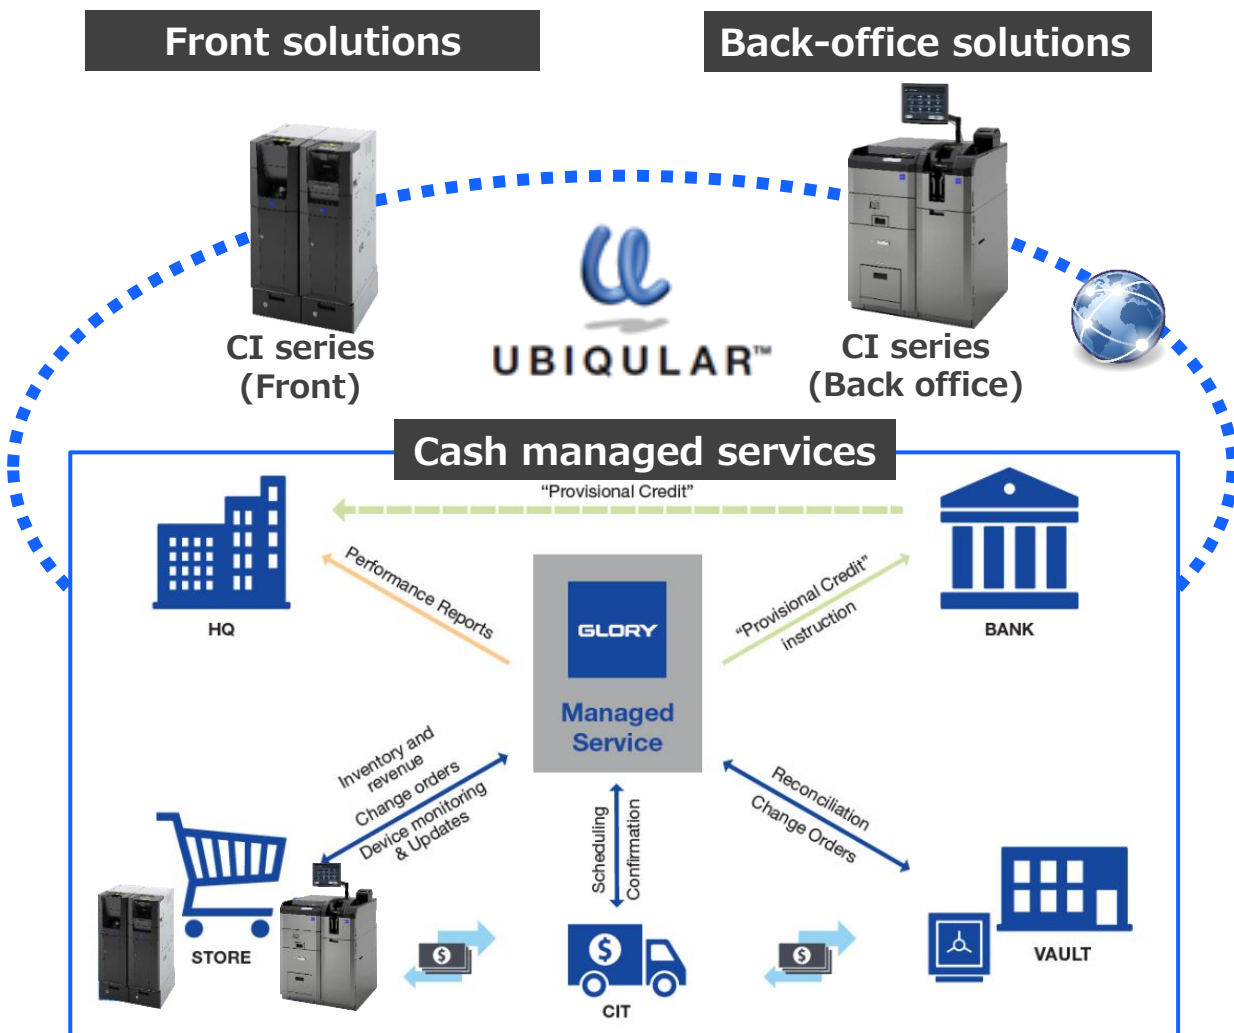 Front solutions
Back-office solutions
UBIQULAR™
CI series
(Front)
CI series
(Back office)
Cash managed services
“Provisional Credit”
Performance Reports
“Provisional Credit”
instruction
HQ
BANK
GLORY
Managed
Service
Inventory and
revenue
Change orders
Device monitoring
& Updates
Scheduling
Confirmation
Reconciliation
Change Orders
STORE
$
$
$
CIT
VAULT